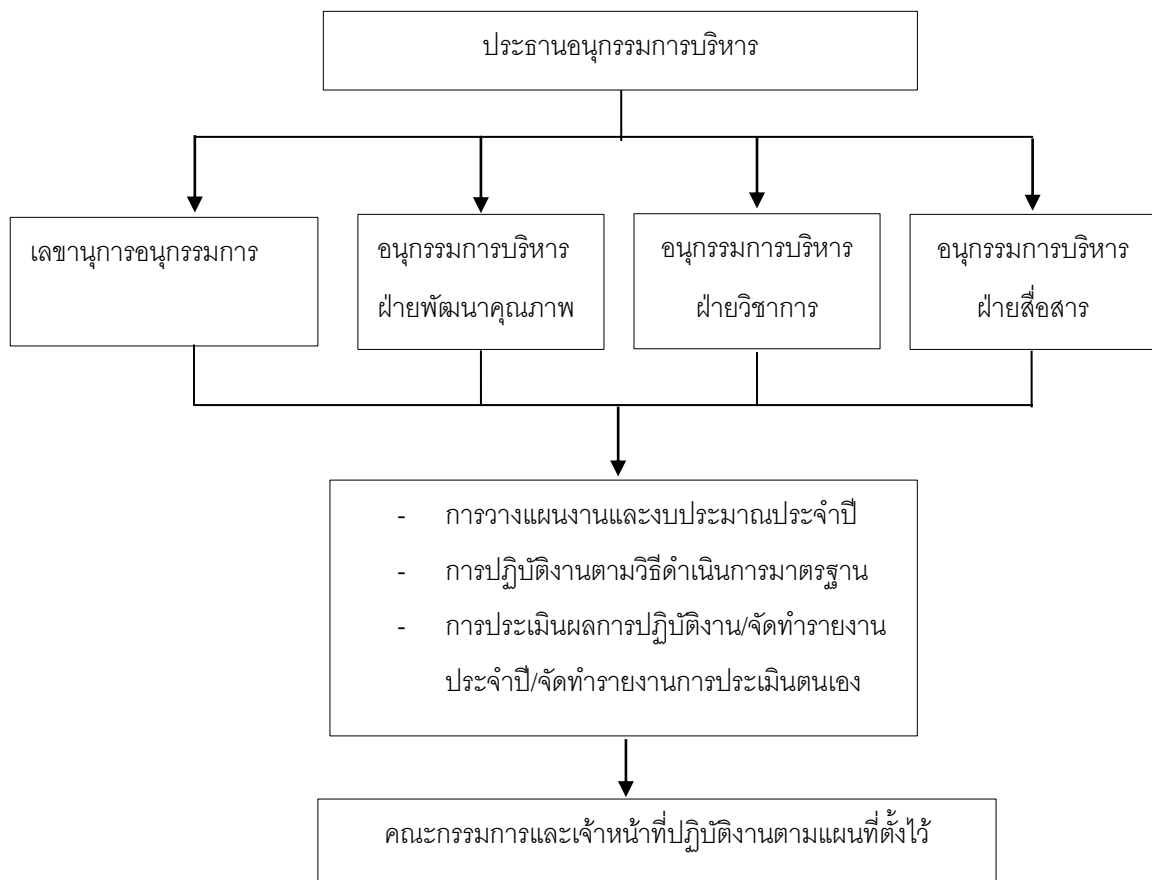 ประธานอนุกรรมการบริหาร
เลขานุการอนุกรรมการ
อนุกรรมการบริหาร
ฝ่ายพัฒนาคุณภาพ
อนุกรรมการบริหาร
ฝ่ายวิชาการ
อนุกรรมการบริหาร
ฝ่ายสื่อสาร
- การวางแผนงานและงบประมาณประจำปี
- การปฏิบัติงานตามวิธีดำเนินการมาตรฐาน
- การประเมินผลการปฏิบัติงาน/จัดทำรายงาน
ประจำปี/จัดทำรายงานการประเมินตนเอง
คณะกรรมการและเจ้าหน้าที่ปฏิบัติงานตามแผนที่ตั้งไว้